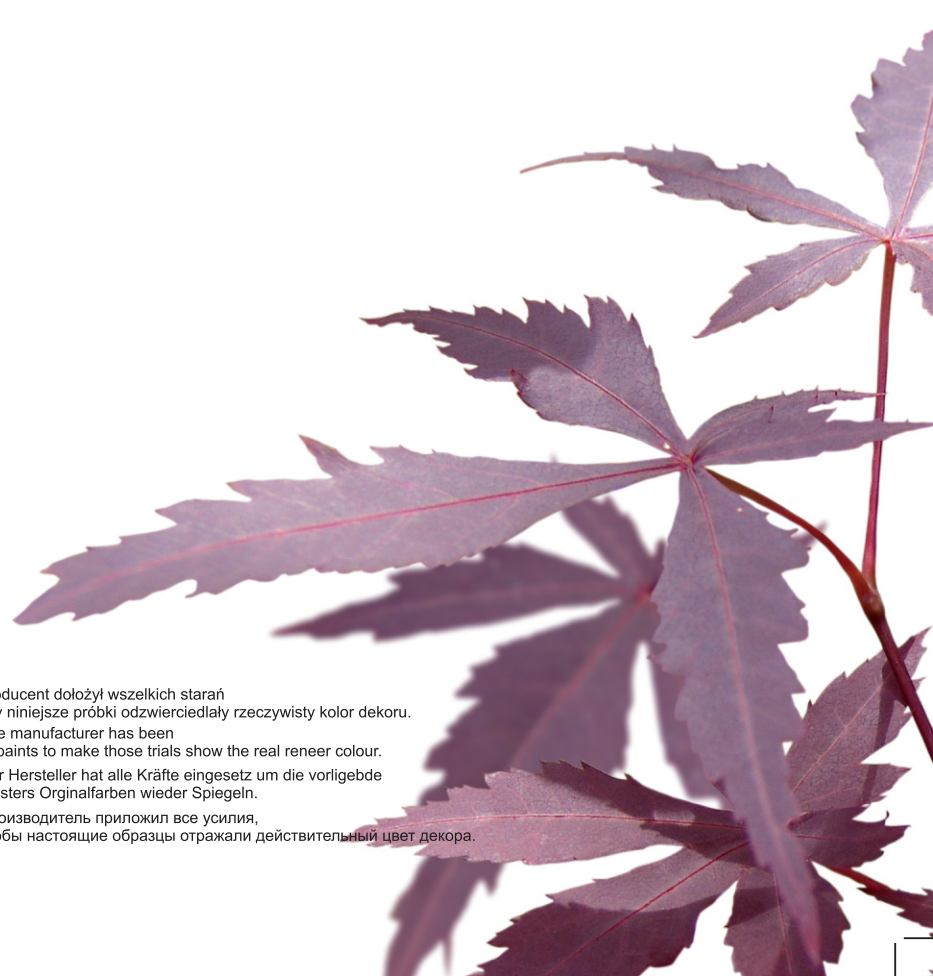 ducent dołożył wszelkich starań
niniejsze próbki odzwierciedlały rzeczywisty kolor dekoru.
manufacturer has been
paints to make those trials show the real reneer colour.
Hersteller hat alle Kräfte eingesetz um die vorligebde
sters Orginalfarben wieder Spiegeln.
оизводитель приложил все усилия,
обы настоящие образцы отражали действительный цвет декора.